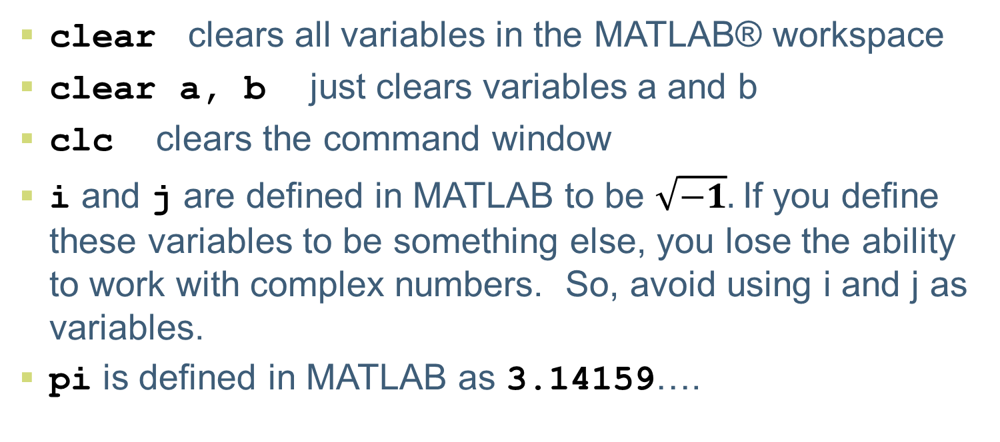 ▪ clear clears all variables in the MATLAB® workspace
▪ clear a, b just clears variables a and b
▪ clc clears the command window
▪ i and j are defined in MATLAB to be √−1. If you define
these variables to be something else, you lose the ability
to work with complex numbers. So, avoid using i and j as
variables.
▪ pi is defined in MATLAB as 3.14159….